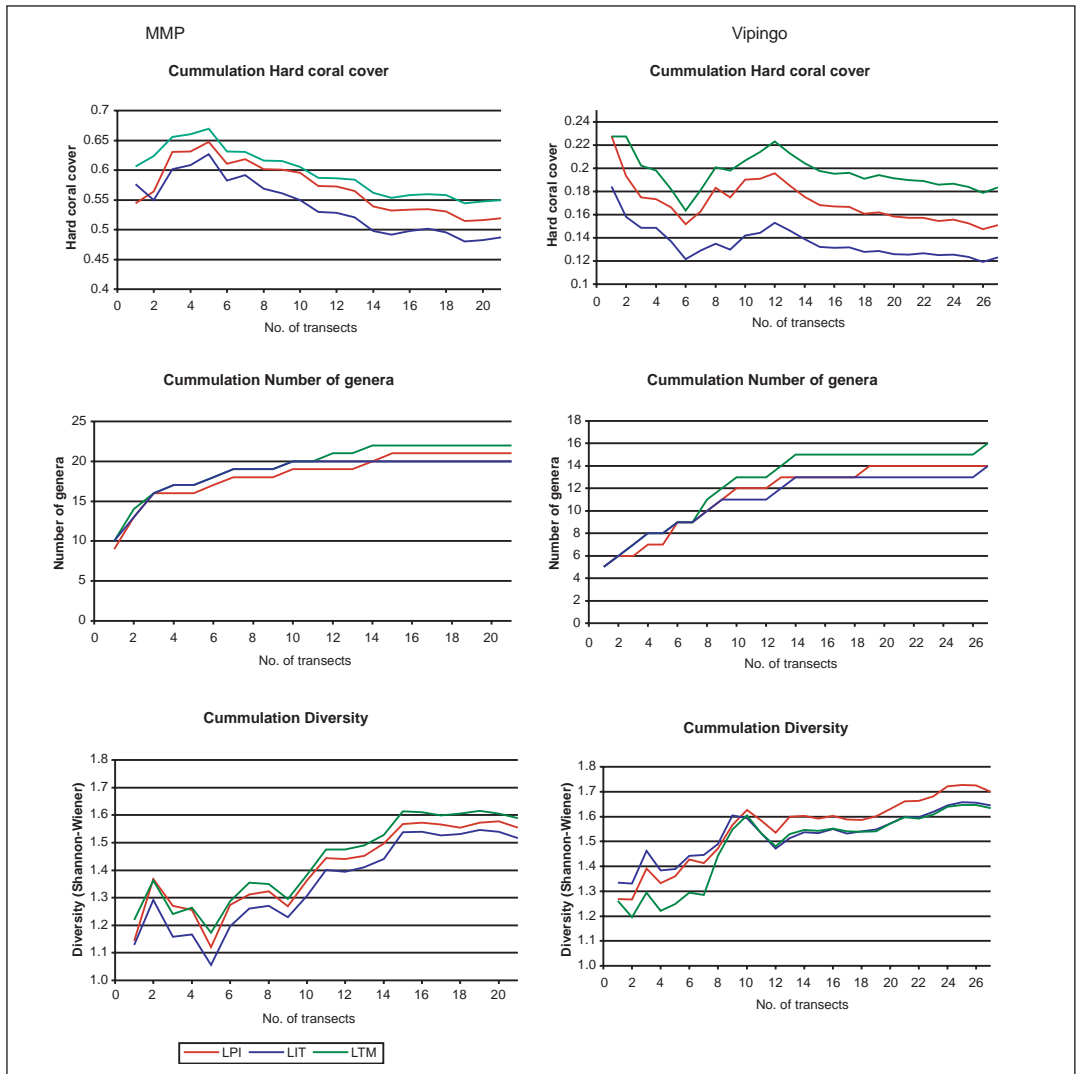 MMP
Vipingo
Cummulation Hard coral cover
Hard coral cover
0.7
0.65
0.6
0.55
0.5
0.45
0.4
0 2 4 6 8 10 12 14 16 18 20
No. of transects
Cummulation Hard coral cover
Hard coral cover
0.24
0.22
0.2
0.18
0.16
0.14
0.12
0.1
0 2 4 6 8 10 12 14 16 18 20 22 24 26
No. of transects
Cummulation Number of genera
Number of genera
25
20
15
10
5
0
0 2 4 6 8 10 12 14 16 18 20
No. of transects
Cummulation Number of genera
Number of genera
18
16
14
12
10
8
6
4
2
0
0 2 4 6 8 10 12 14 16 18 20 22 24 26
No. of transects
Cummulation Diversity
Diversity (Shannon-Wiener)
1.8
1.7
1.6
1.5
1.4
1.3
1.2
1.1
1.0
0 2 4 6 8 10 12 14 16 18 20
No. of transects
Cummulation Diversity
Diversity (Shannon-Wiener)
1.8
1.7
1.6
1.5
1.4
1.3
1.2
1.1
1.0
0 2 4 6 8 10 12 14 16 18 20 22 24 26
No. of transects
LPI LIT LTM